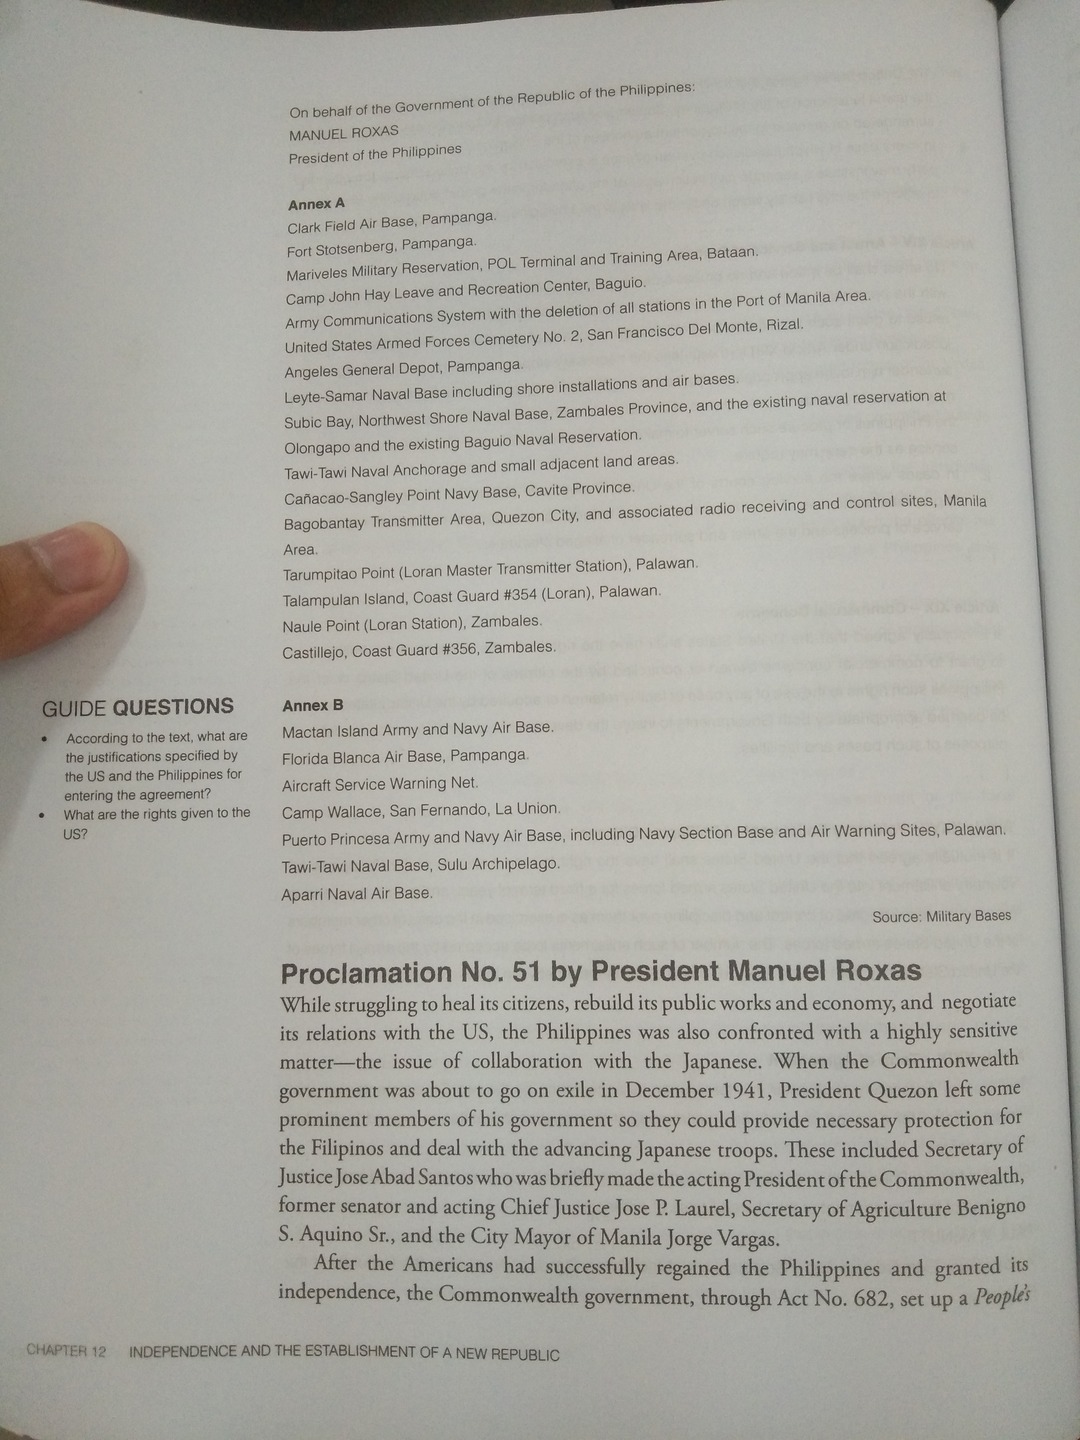 On behalf of the Government of the Republic of the Philippines:
MANUEL ROXAS
President of the Philippines
Annex A
Clark Field Air Base, Pampanga.
Fort Stotsenberg, Pampanga.
Mariveles Military Reservation, POL Terminal and Training Area, Bataan.
Camp John Hay Leave and Recreation Center, Baguio.
Army Communications System with the deletion of all stations in the Port of Manila Area.
United States Armed Forces Cemetery No. 2, San Francisco Del Monte, Rizal.
Angeles General Depot, Pampanga.
Leyte-Samar Naval Base including shore installations and air bases.
Subic Bay, Northwest Shore Naval Base, Zambales Province, and the existing naval reservation at
Olongapo and the existing Baguio Naval Reservation.
Tawi-Tawi Naval Anchorage and small adjacent land areas.
Cañacao-Sangley Point Navy Base, Cavite Province.
Bagobantay Transmitter Area, Quezon City, and associated radio receiving and control sites, Manila
Area.
Tarumpitao Point (Loran Master Transmitter Station), Palawan.
Talampulan Island, Coast Guard #354 (Loran), Palawan.
Naule Point (Loran Station), Zambales.
Castillejo, Coast Guard #356, Zambales.
GUIDE QUESTIONS
• According to the text, what are
the justifications specified by
the US and the Philippines for
entering the agreement?
• What are the rights given to the
US?
Annex B
Mactan Island Army and Navy Air Base.
Florida Blanca Air Base, Pampanga.
Aircraft Service Warning Net.
Camp Wallace, San Fernando, La Union.
Puerto Princesa Army and Navy Air Base, including Navy Section Base and Air Warning Sites, Palawan.
Tawi-Tawi Naval Base, Sulu Archipelago.
Aparri Naval Air Base.
Source: Military Bases
Proclamation No. 51 by President Manuel Roxas
While struggling to heal its citizens, rebuild its public works and economy, and negotiate
its relations with the US, the Philippines was also confronted with a highly sensitive
matter—the issue of collaboration with the Japanese. When the Commonwealth
government was about to go on exile in December 1941, President Quezon left some
prominent members of his government so they could provide necessary protection for
the Filipinos and deal with the advancing Japanese troops. These included Secretary of
Justice Jose Abad Santos who was briefly made the acting President of the Commonwealth,
former senator and acting Chief Justice Jose P. Laurel, Secretary of Agriculture Benigno
S. Aquino Sr., and the City Mayor of Manila Jorge Vargas.
After the Americans had successfully regained the Philippines and granted its
independence, the Commonwealth government, through Act No. 682, set up a People's
CHAPTER 12 INDEPENDENCE AND THE ESTABLISHMENT OF A NEW REPUBLIC